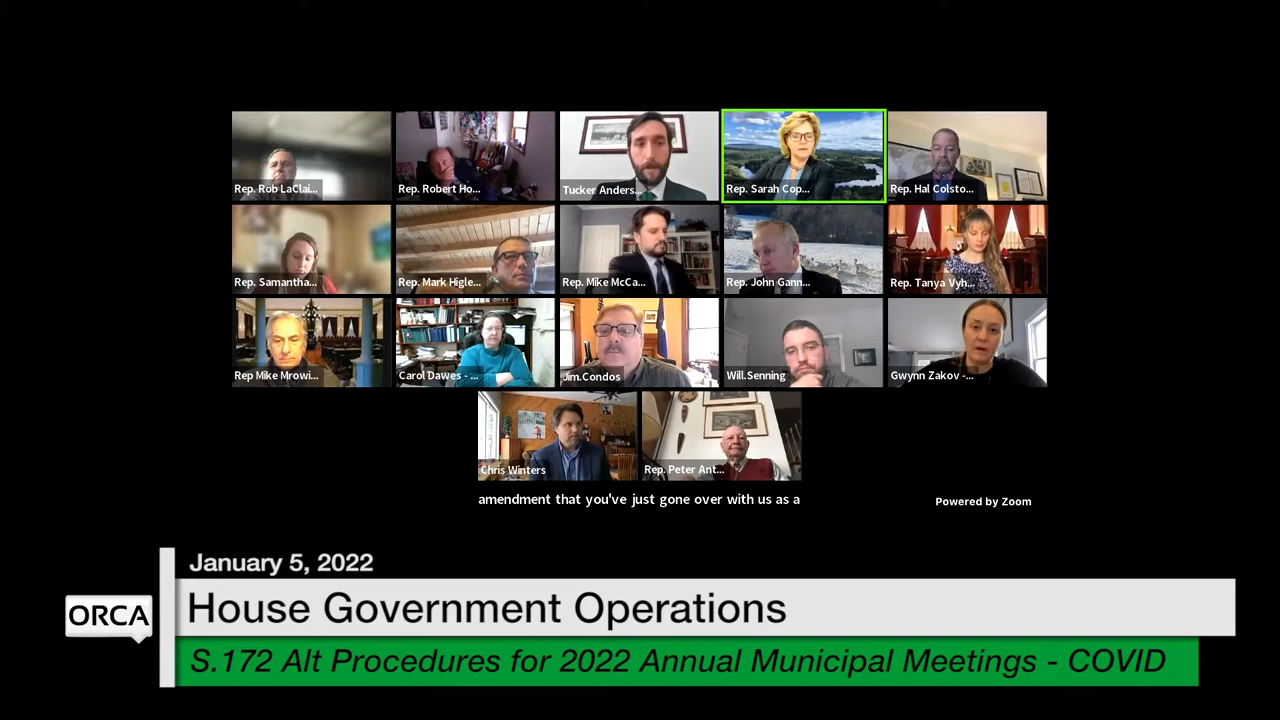 Rep. Rob LaClai...
Rep. Robert Ho...
Tucker Anders...
Rep. Sarah Cop...
Rep. Hal Colsto...
Rep. Samantha...
Rep. Mark Higle...
Rep. Mike McCa...
Rep. John Gann...
Rep. Tanya Vyh...
Rep Mike Mrowi...
Carol Dawes - ...
Jim.Condos
Will.Senning
Gwynn Zakov -...
Chris Winters
Rep. Peter Ant...
amendment that you've just gone over with us as a
Powered by Zoom
January 5, 2022
ORCA
House Government Operations
S.172 Alt Procedures for 2022 Annual Municipal Meetings - COVID